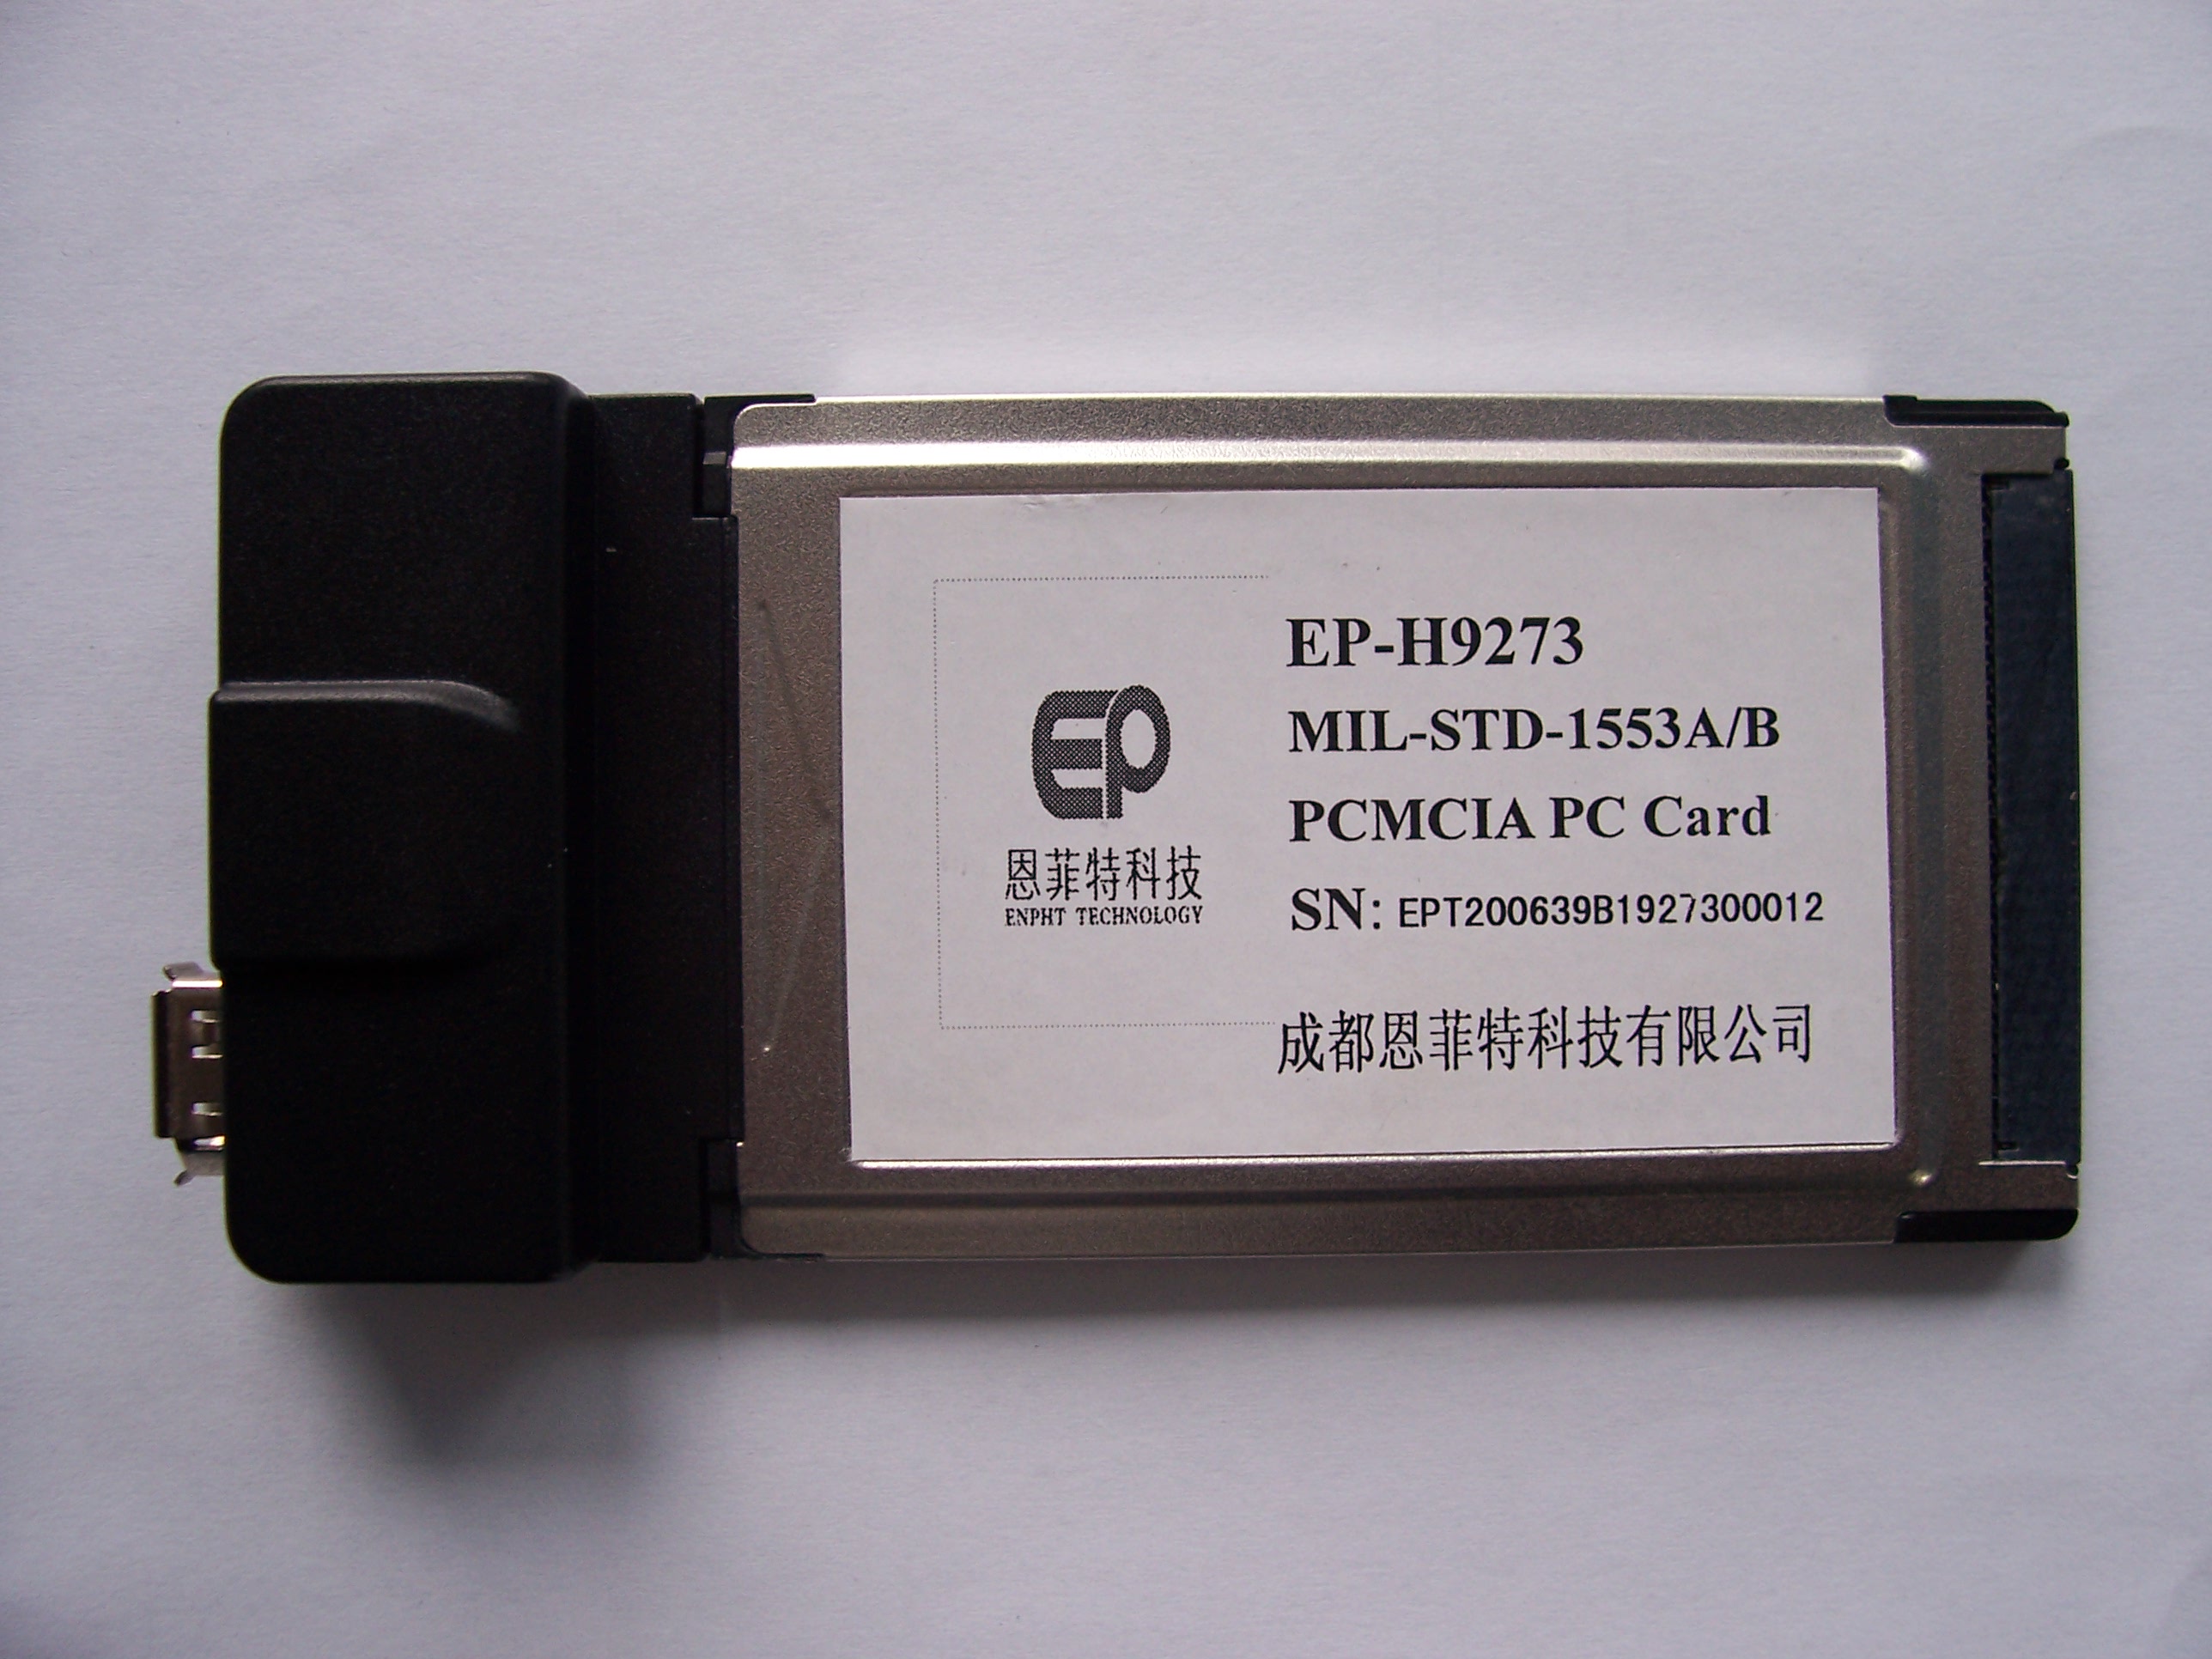 EP
恩菲特科技
ENPHT TECHNOLOGY
EP-H9273
MIL-STD-1553A/B
PCMCIA PC Card
SN: EPT200639B1927300012
成都恩菲特科技有限公司